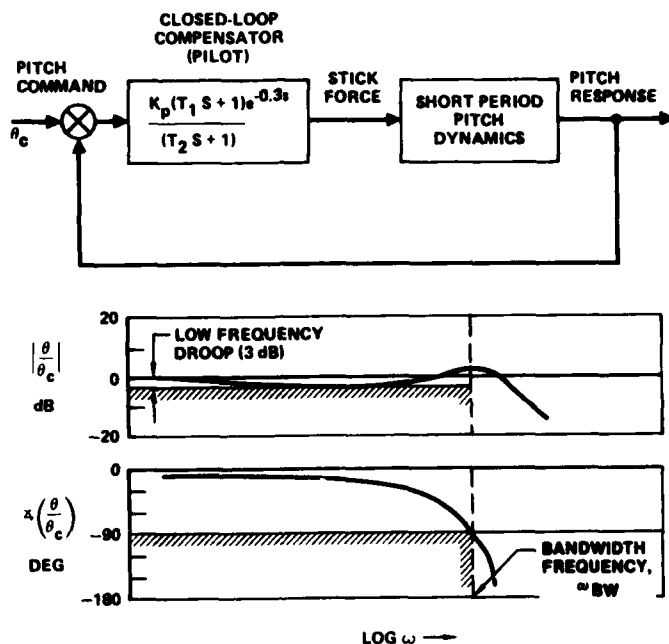 CLOSED-LOOP
COMPENSATOR
(PILOT)
PITCH
COMMAND
θc
Kp(T1 S + 1)e-0.3s
(T2 S + 1)
STICK
FORCE
SHORT PERIOD
PITCH
DYNAMICS
PITCH
RESPONSE
20
|θ/θc|
0
dB
-20
LOW FREQUENCY
DROOP (3 dB)
0
∡(θ/θc)
-90
DEG
-180
BANDWIDTH
FREQUENCY,
ωBW
LOG ω